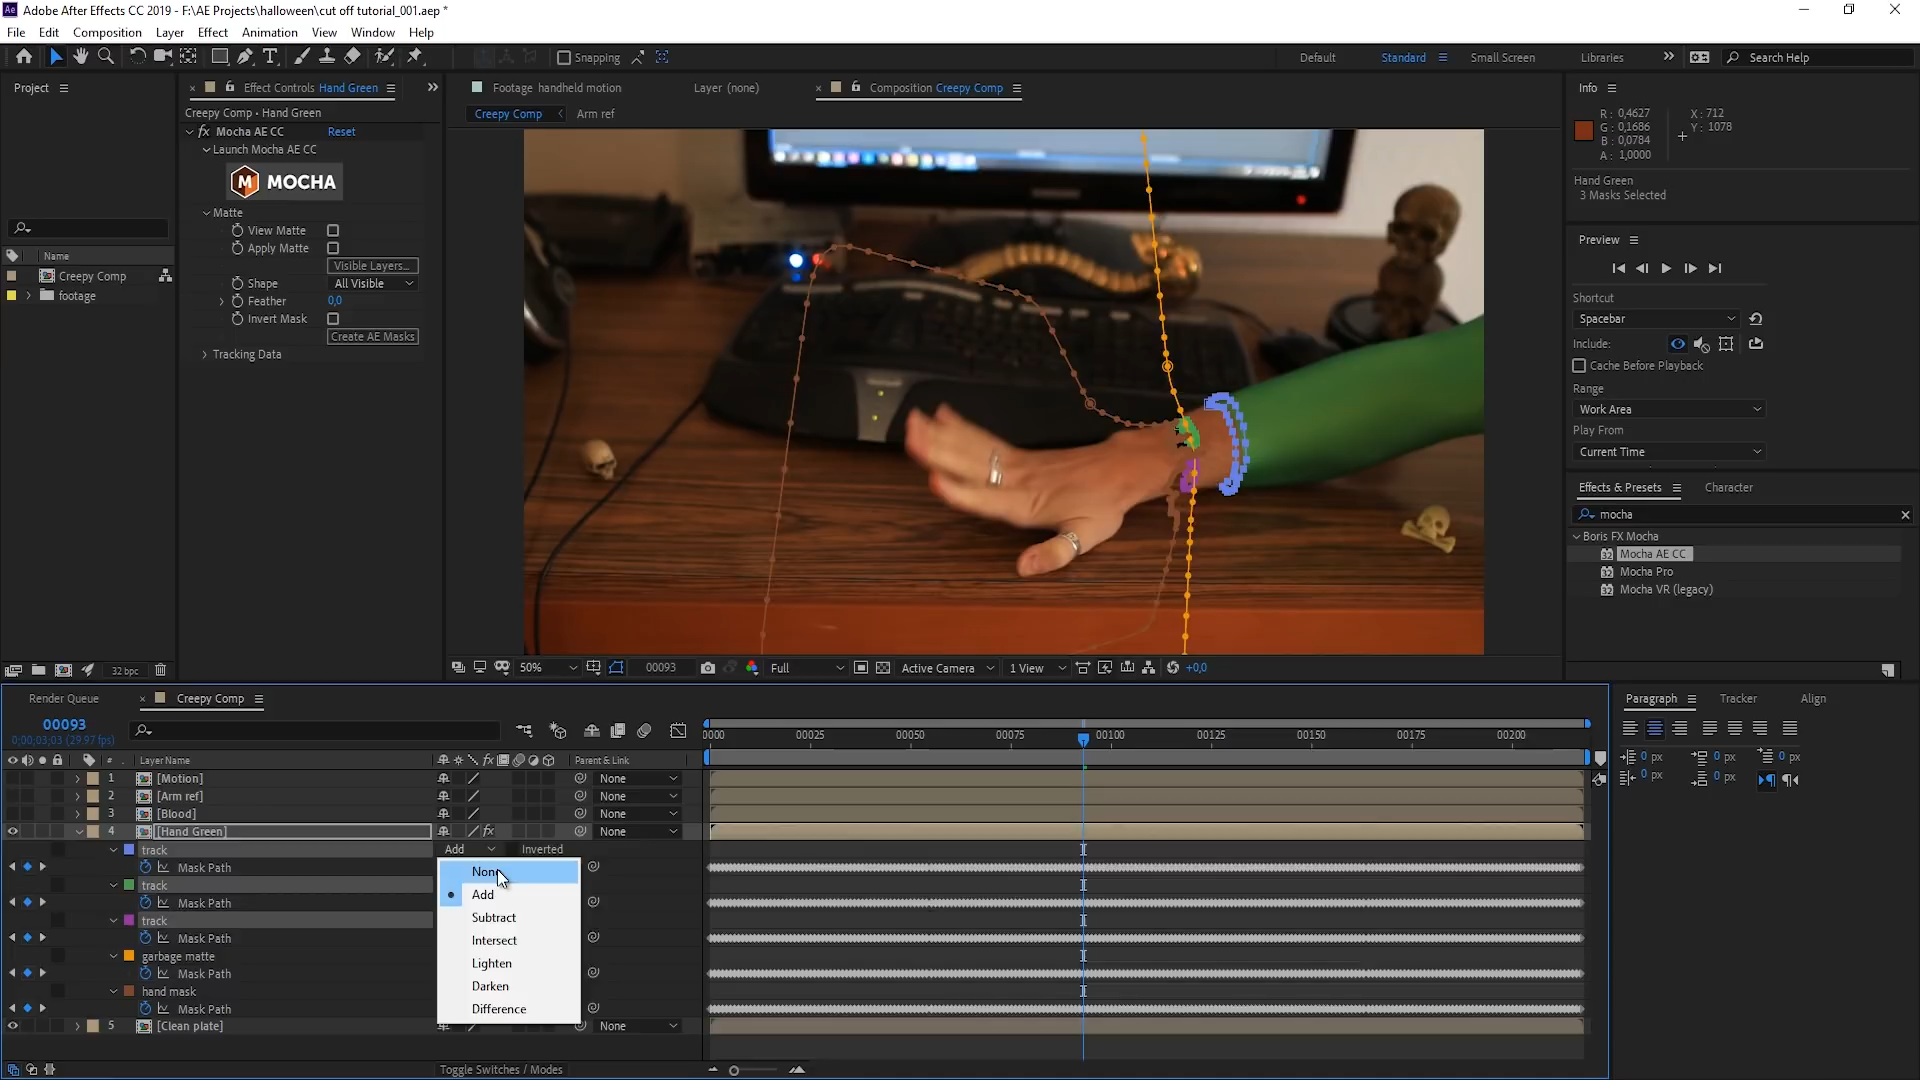 Adobe After Effects CC 2019 - F:\AE Projects\halloween\cut off tutorial_001.aep *
File Edit Composition Layer Effect Animation View Window Help
Snapping
Default Standard Small Screen Libraries Search Help
Project
Name
Creepy Comp
footage
32 bpc
Effect Controls Hand Green
Creepy Comp • Hand Green
fx Mocha AE CC Reset
Launch Mocha AE CC
M MOCHA
Matte
View Matte
Apply Matte
Visible Layers...
Shape All Visible
Feather 0,0
Invert Mask
Create AE Masks
Tracking Data
Footage handheld motion Layer (none) Composition Creepy Comp
Creepy Comp Arm ref
50% 00093 Full Active Camera 1 View +0,0
Info
R: 0,4627 X: 712
G: 0,1686 Y: 1078
B: 0,0784
A: 1,0000
Hand Green
3 Masks Selected
Preview
Shortcut
Spacebar
Include:
Cache Before Playback
Range
Work Area
Play From
Current Time
Effects & Presets Character
mocha
Boris FX Mocha
Mocha AE CC
Mocha Pro
Mocha VR (legacy)
Render Queue Creepy Comp
00093
0;00;03;03 (29.97 fps)
0000 00025 00050 00075 00100 00125 00150 00175 00200
# Layer Name Parent & Link
1 [Motion] None
2 [Arm ref] None
3 [Blood] None
4 [Hand Green] fx None
track Add Inverted
Mask Path
track
Mask Path
track
Mask Path
garbage matte
Mask Path
hand mask
Mask Path
5 [Clean plate] None
None
Add
Subtract
Intersect
Lighten
Darken
Difference
Toggle Switches / Modes
Paragraph Tracker Align
0 px 0 px 0 px
0 px 0 px